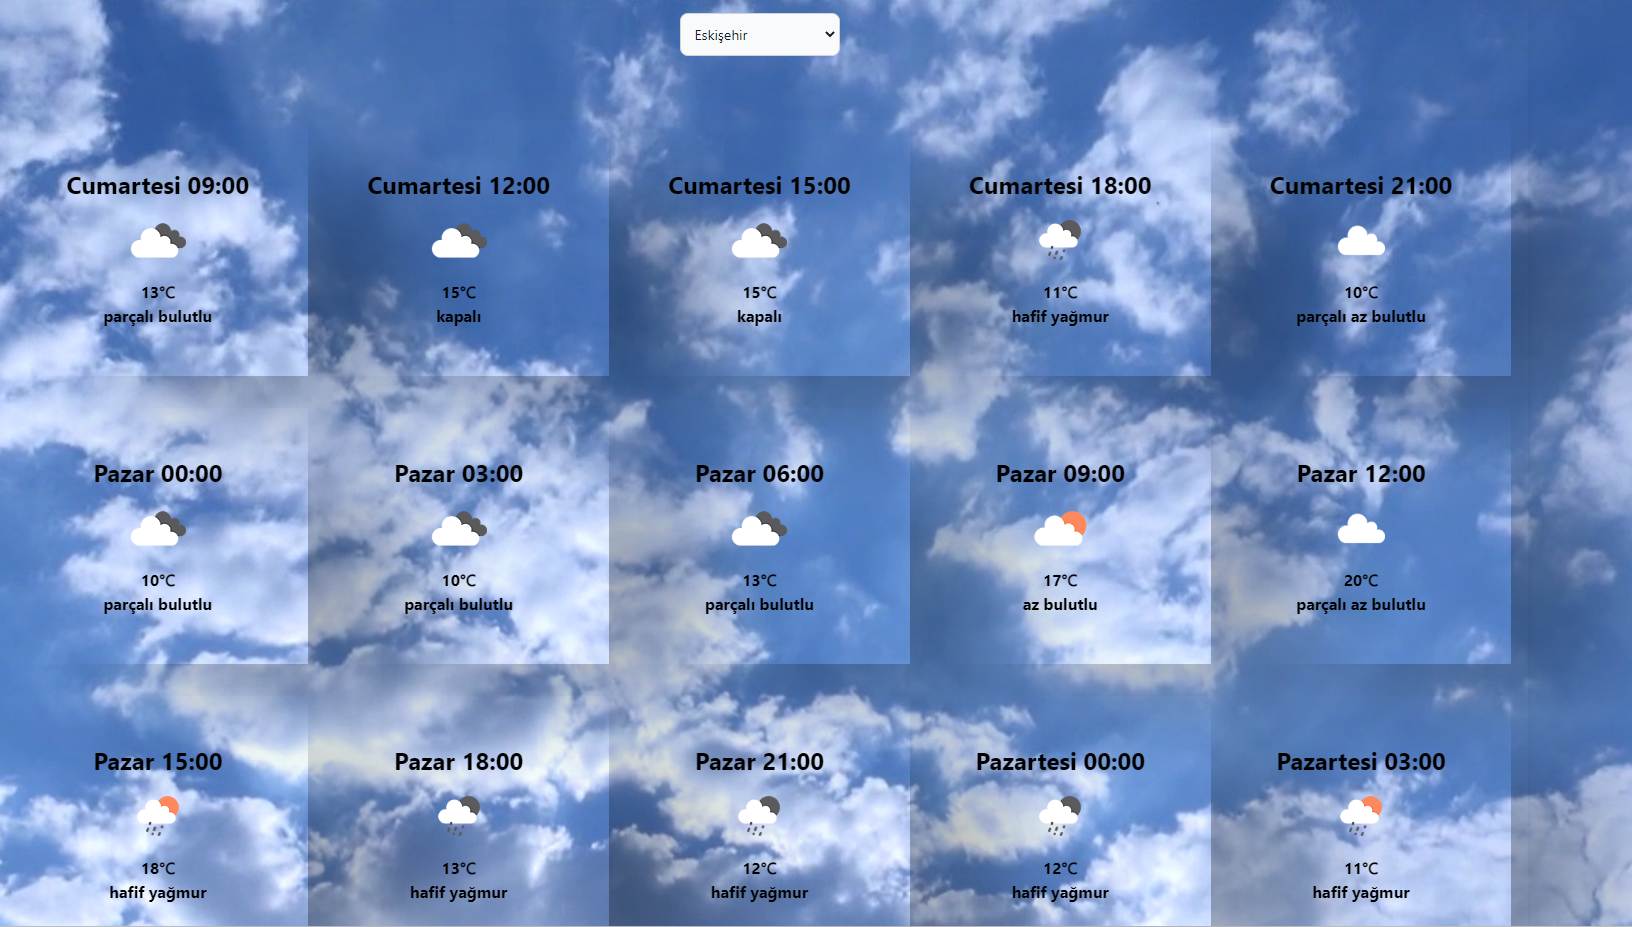 Eskişehir
Cumartesi 09:00
13°C
parçalı bulutlu
Cumartesi 12:00
15°C
kapalı
Cumartesi 15:00
15°C
kapalı
Cumartesi 18:00
11°C
hafif yağmur
Cumartesi 21:00
10°C
parçalı az bulutlu
Pazar 00:00
10°C
parçalı bulutlu
Pazar 03:00
10°C
parçalı bulutlu
Pazar 06:00
13°C
parçalı bulutlu
Pazar 09:00
17°C
az bulutlu
Pazar 12:00
20°C
parçalı az bulutlu
Pazar 15:00
18°C
hafif yağmur
Pazar 18:00
13°C
hafif yağmur
Pazar 21:00
12°C
hafif yağmur
Pazartesi 00:00
12°C
hafif yağmur
Pazartesi 03:00
11°C
hafif yağmur